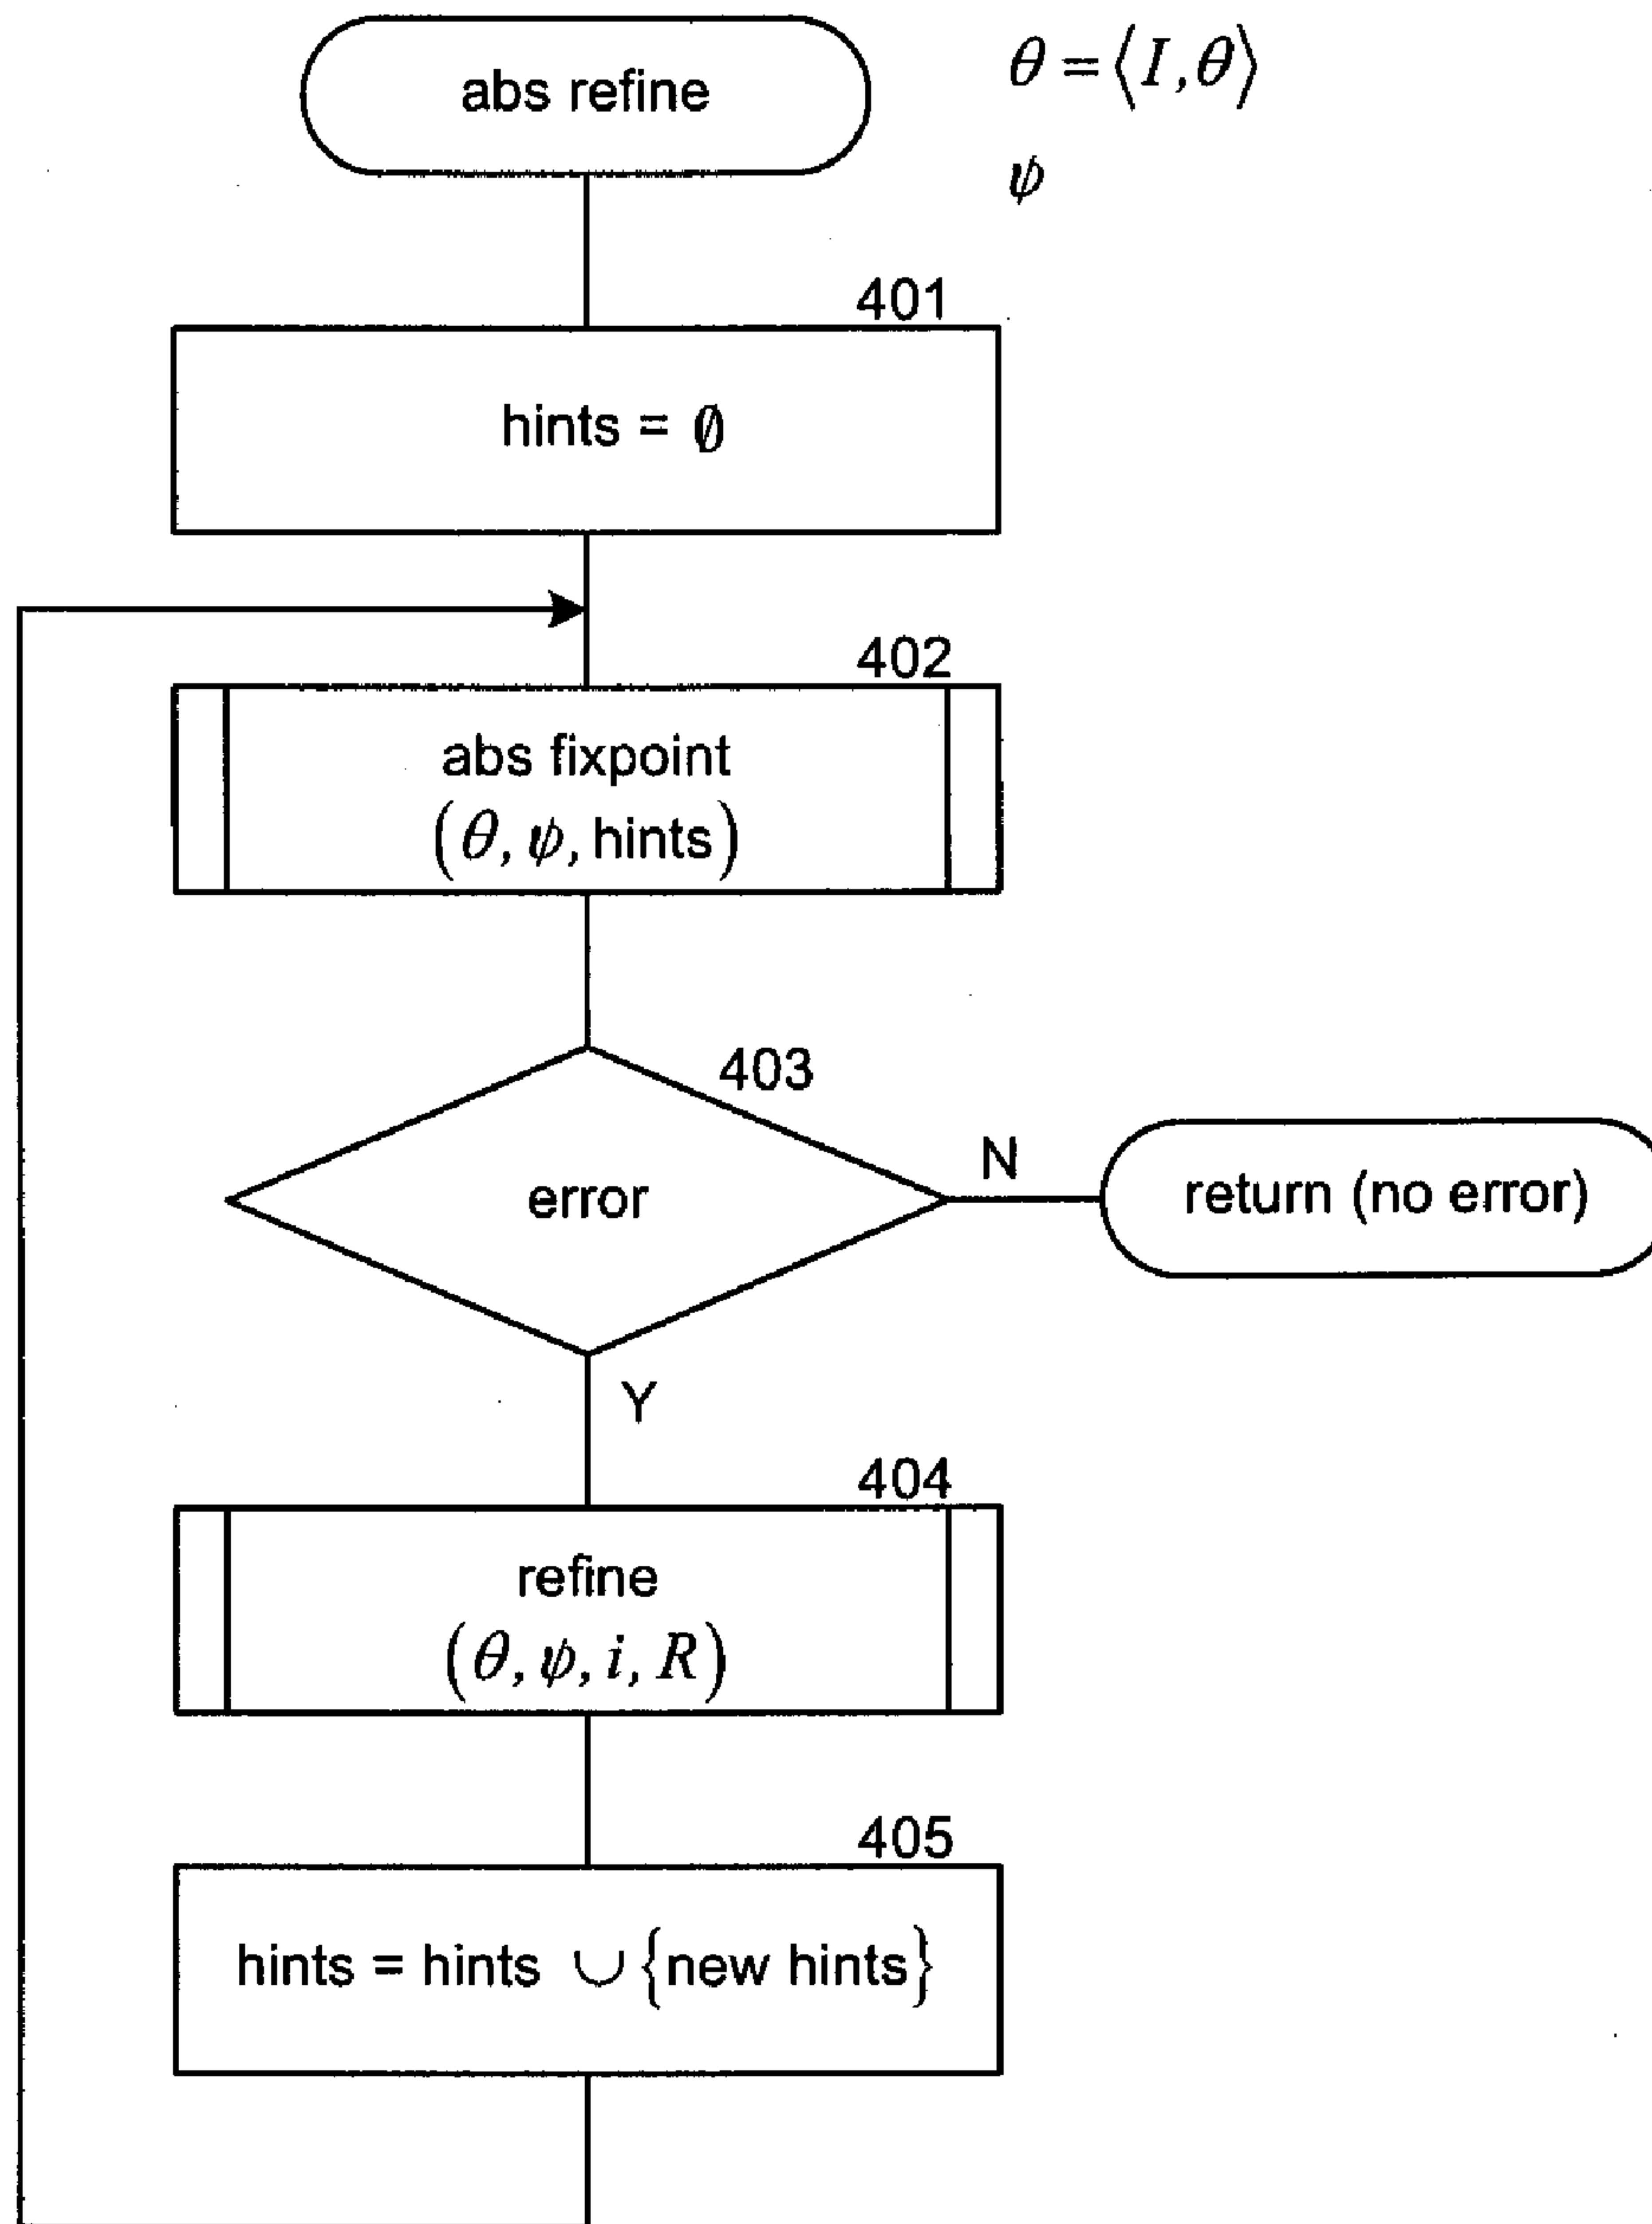 abs refine
θ = ⟨I, θ⟩
ψ
401
hints = ∅
402
abs fixpoint
(θ, ψ, hints)
403
error
N
return (no error)
Y
404
refine
(θ, ψ, i, R)
405
hints = hints ∪ {new hints}